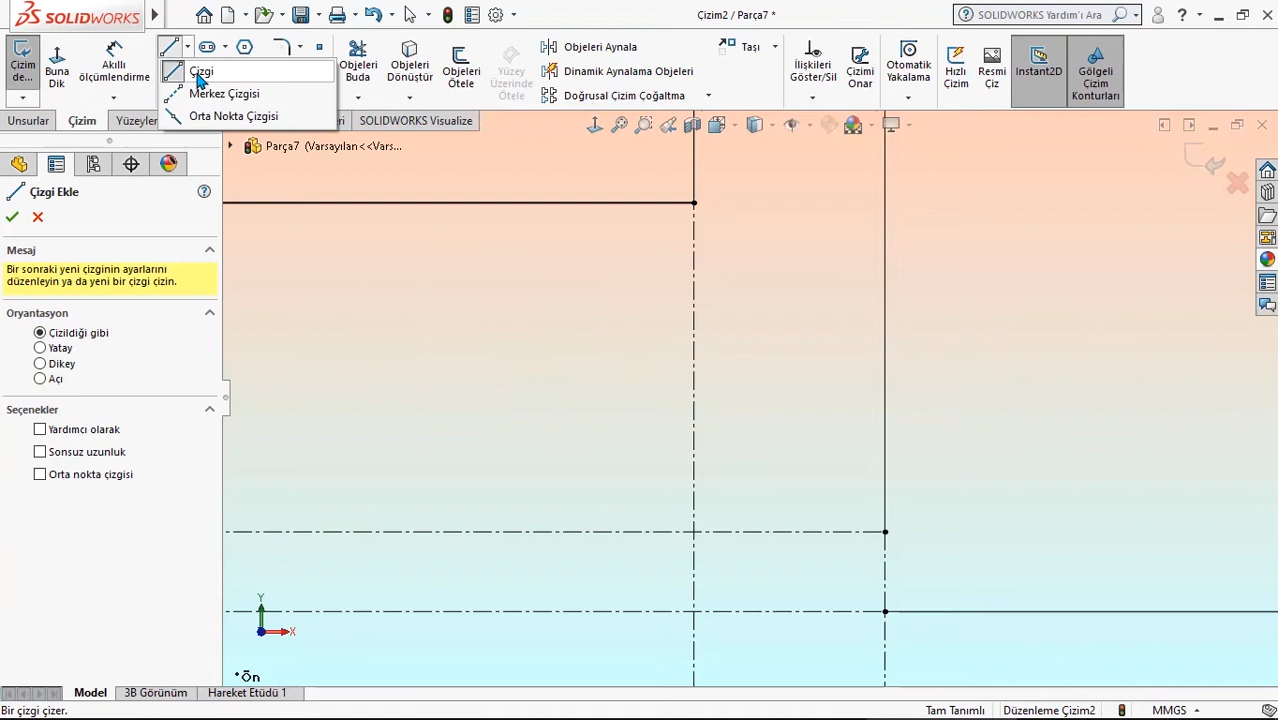 SOLIDWORKS
Çizim2 / Parça7 *
SOLIDWORKS Yardım'ı Ara
Çizim de...
Buna Dik
Akıllı ölçümlendirme
Objeleri Buda
Objeleri Dönüştür
Objeleri Ötele
Yüzey Üzerinde Ötele
Objeleri Aynala
Dinamik Aynalama Objeleri
Doğrusal Çizim Çoğaltma
Taşı
İlişkileri Göster/Sil
Çizimi Onar
Otomatik Yakalama
Hızlı Çizim
Resmi Çiz
Instant2D
Gölgeli Çizim Konturları
Çizgi
Merkez Çizgisi
Orta Nokta Çizgisi
Unsurlar
Çizim
Yüzeyler
SOLIDWORKS Visualize
Parça7 (Varsayılan<<Vars...
Çizgi Ekle
Mesaj
Bir sonraki yeni çizginin ayarlarını
düzenleyin ya da yeni bir çizgi çizin.
Oryantasyon
Çizildiği gibi
Yatay
Dikey
Açı
Seçenekler
Yardımcı olarak
Sonsuz uzunluk
Orta nokta çizgisi
Y
X
*Ön
Model
3B Görünüm
Hareket Etüdü 1
Bir çizgi çizer.
Tam Tanımlı
Düzenleme Çizim2
MMGS